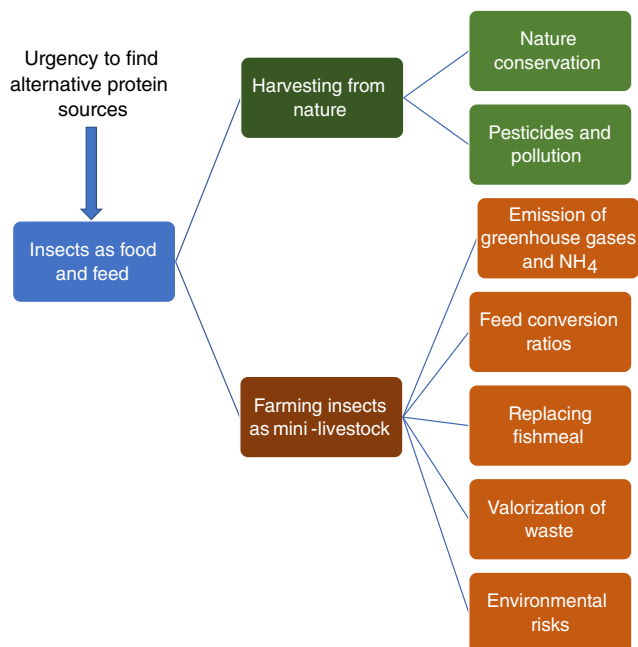 Urgency to find
alternative protein
sources
Insects as food
and feed
Harvesting from
nature
Nature
conservation
Pesticides and
pollution
Farming insects
as mini -livestock
Emission of
greenhouse gases
and NH4
Feed conversion
ratios
Replacing
fishmeal
Valorization of
waste
Environmental
risks